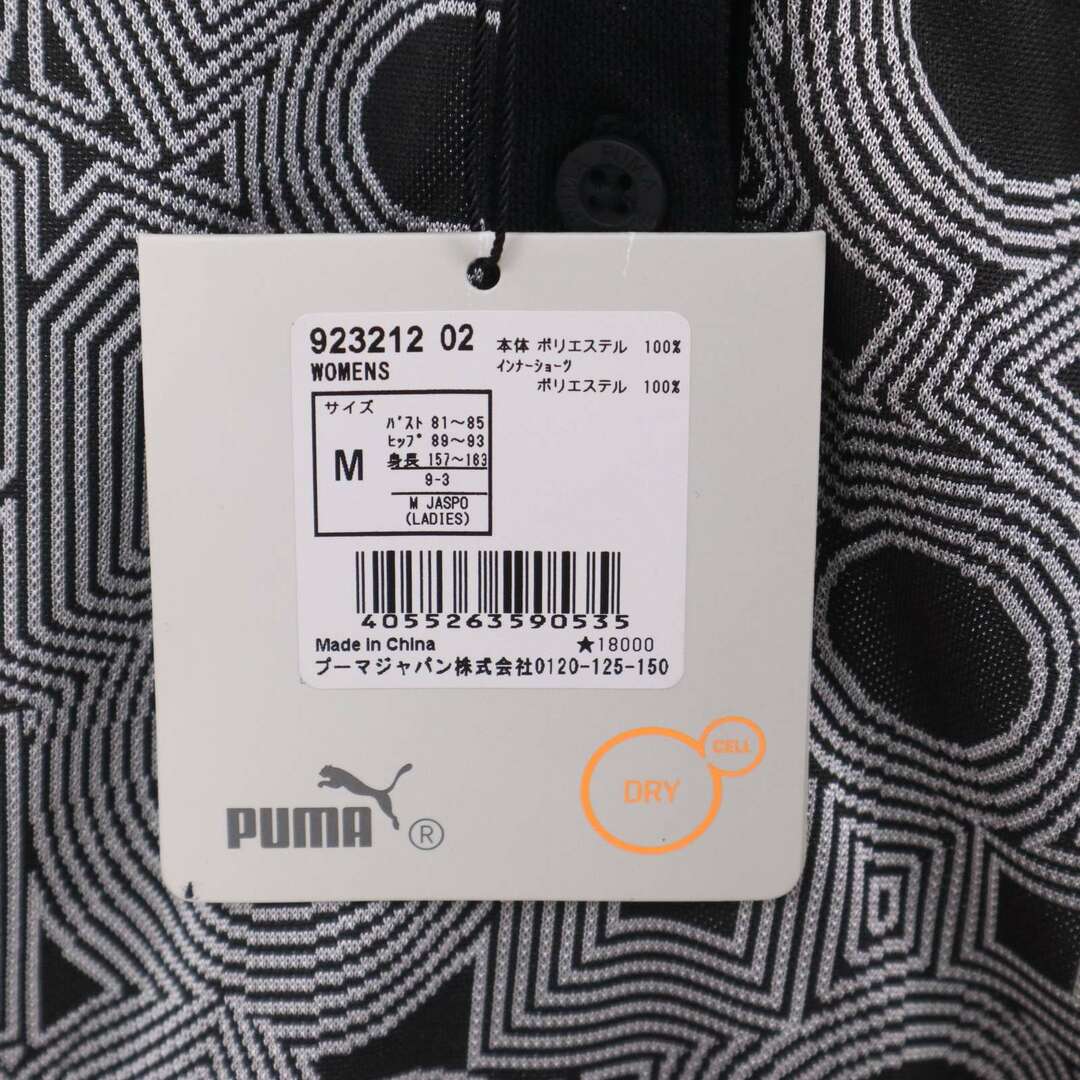 PUMA
923212 02
WOMENS
本体 ポリエステル 100%
インナーショーツ
ポリエステル 100%
サイズ
M
バスト 81〜85
ヒップ 89〜93
身長 157〜163
9-3
M JASPO
(LADIES)
4055263590535
Made in China
★18000
プーマジャパン株式会社0120-125-150
DRY
CELL
PUMA ®